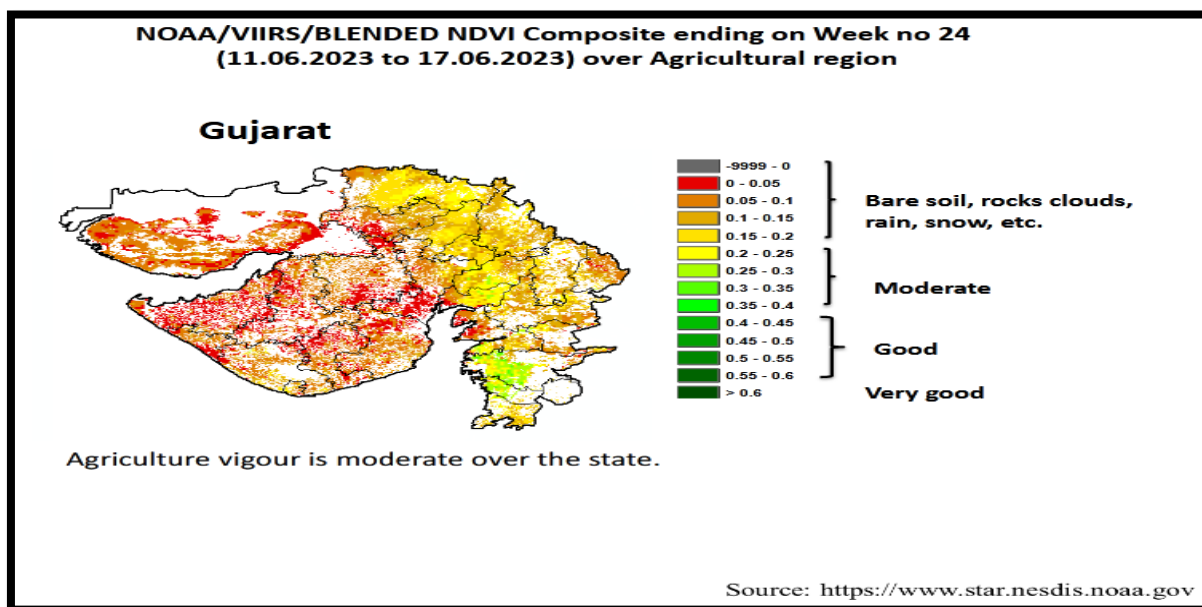 NOAA/VIIRS/BLENDED NDVI Composite ending on Week no 24
(11.06.2023 to 17.06.2023) over Agricultural region
Gujarat
-9999 - 0
0 - 0.05
0.05 - 0.1
0.1 - 0.15
0.15 - 0.2
0.2 - 0.25
0.25 - 0.3
0.3 - 0.35
0.35 - 0.4
0.4 - 0.45
0.45 - 0.5
0.5 - 0.55
0.55 - 0.6
> 0.6
Bare soil, rocks clouds,
rain, snow, etc.
Moderate
Good
Very good
Agriculture vigour is moderate over the state.
Source: https://www.star.nesdis.noaa.gov